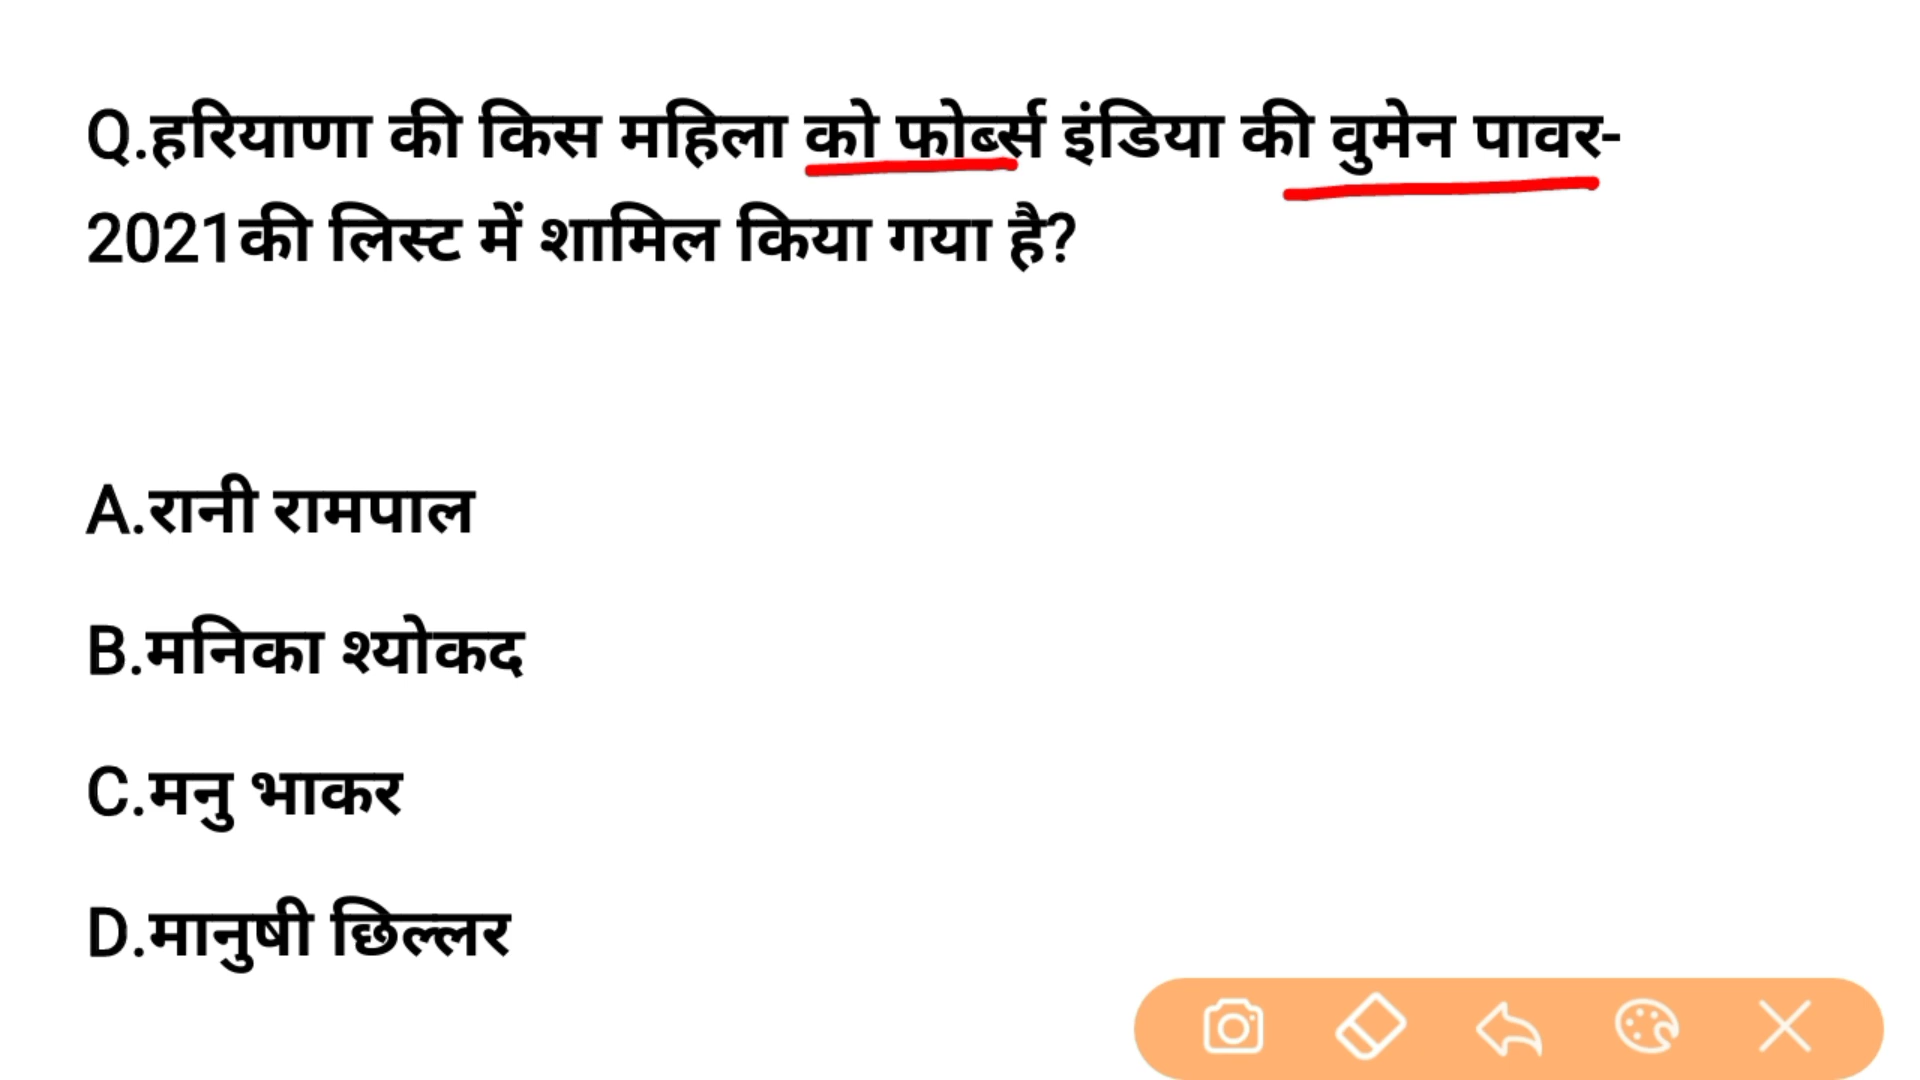 Q.हरियाणा की किस महिला को फोर्ब्स इंडिया की वुमेन पावर-
2021की लिस्ट में शामिल किया गया है?
A.रानी रामपाल
B.मनिका श्योकद
C.मनु भाकर
D.मानुषी छिल्लर